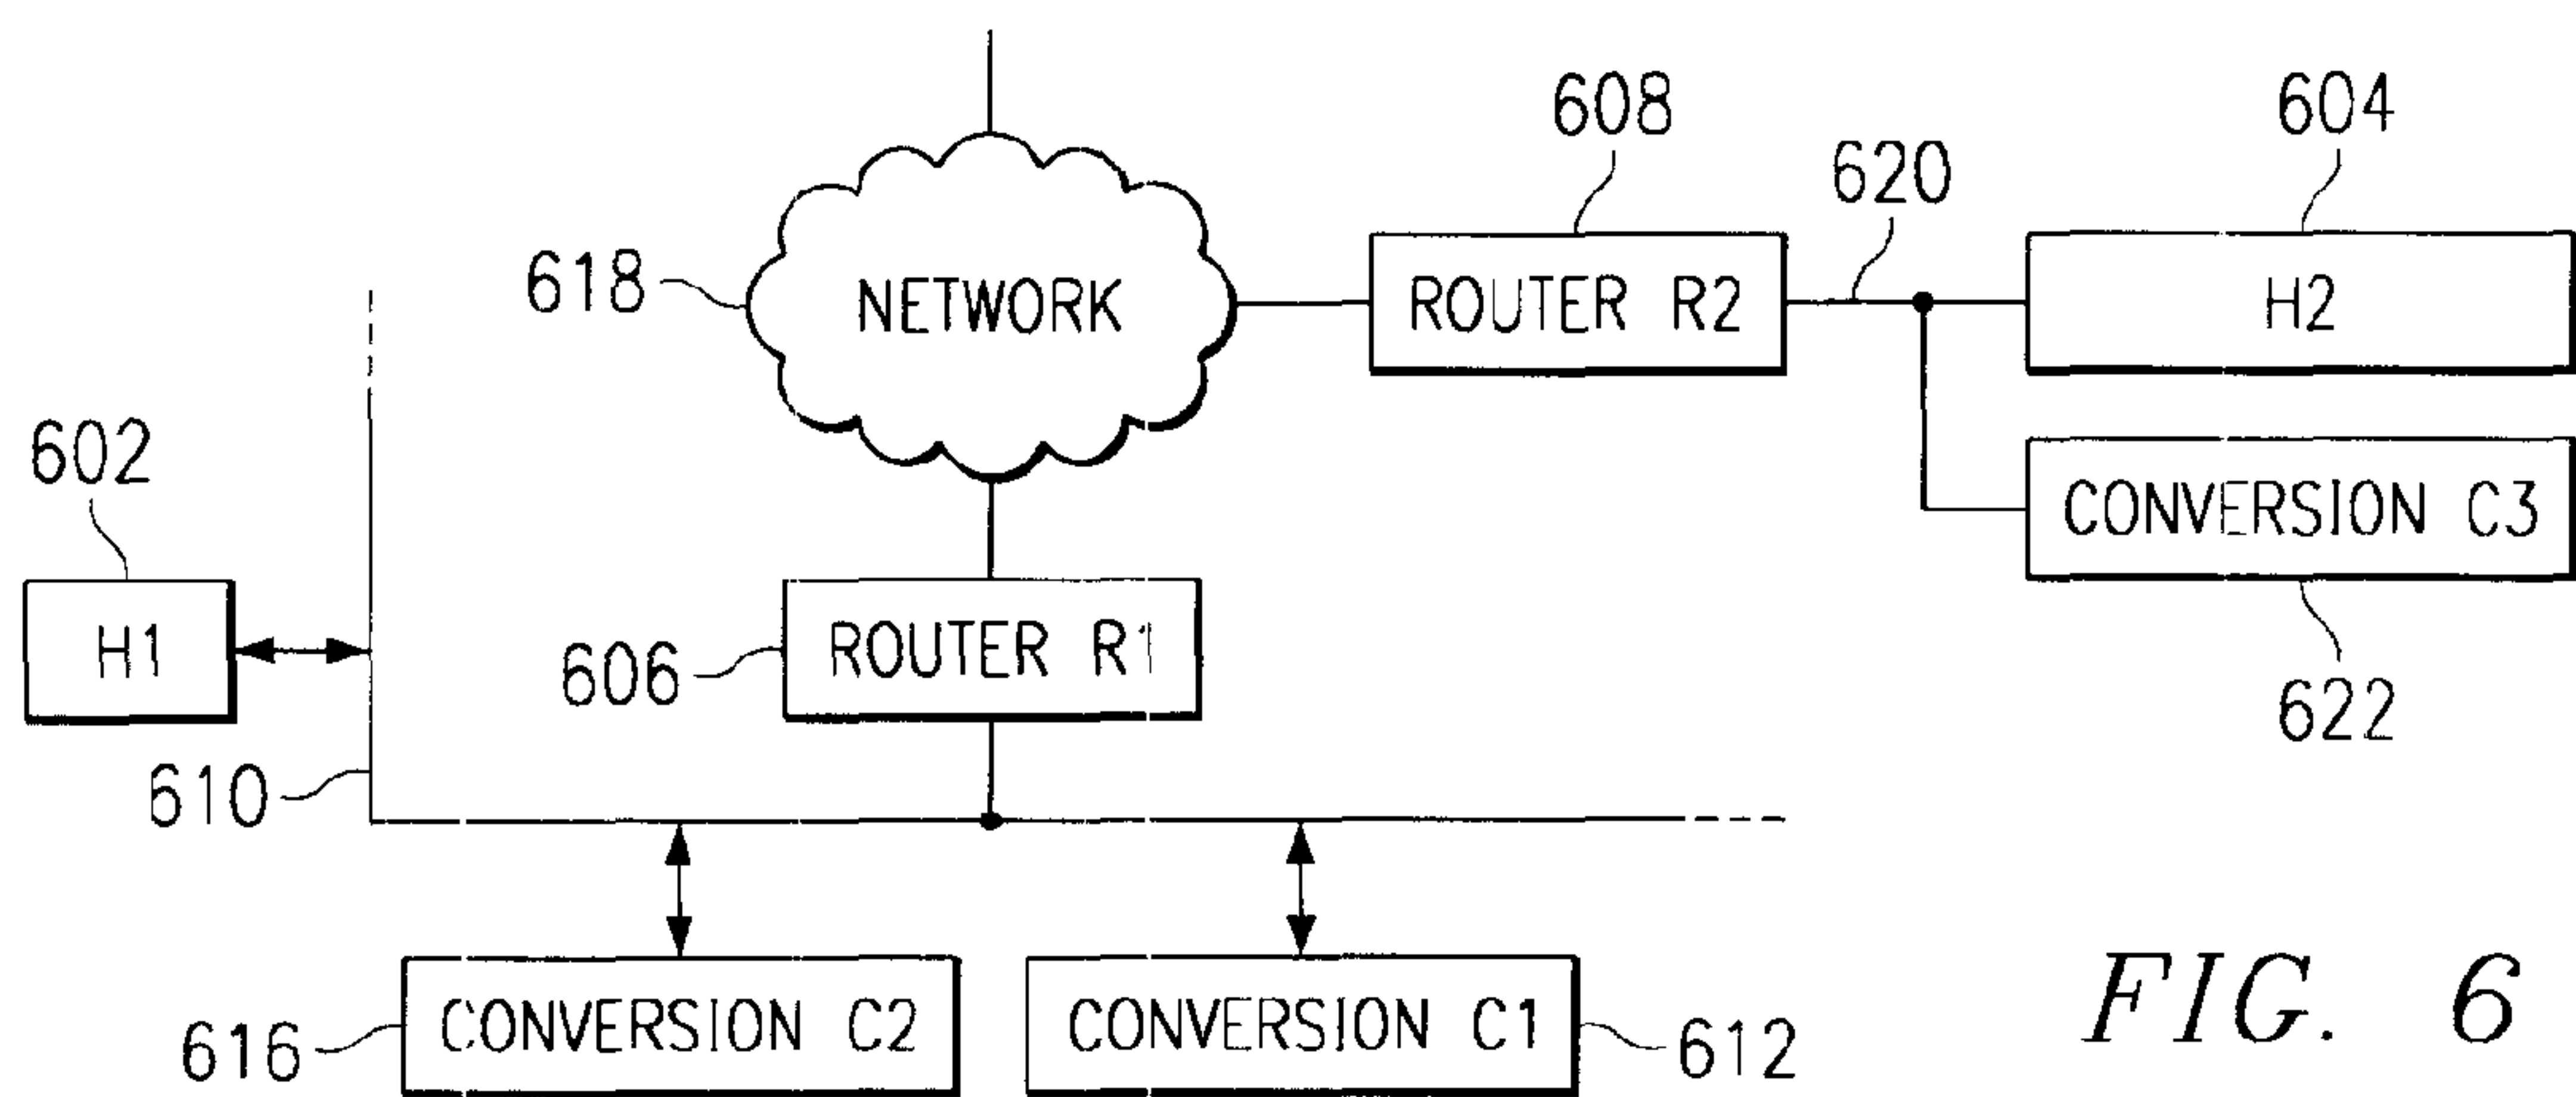 608
604
620
618
NETWORK
ROUTER R2
H2
602
CONVERSION C3
H1
606
ROUTER R1
622
610
616
CONVERSION C2
CONVERSION C1
612
FIG. 6